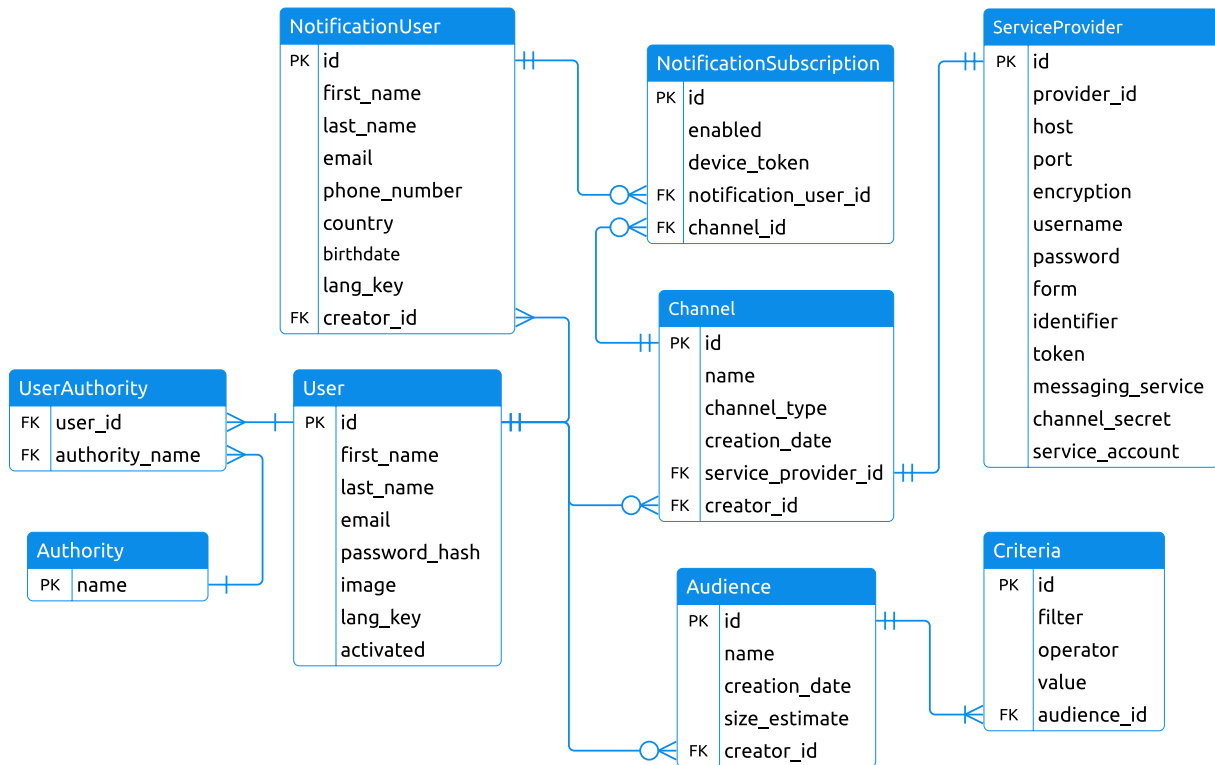 NotificationUser
PK id
first_name
last_name
email
phone_number
country
birthdate
lang_key
FK creator_id
NotificationSubscription
PK id
enabled
device_token
FK notification_user_id
FK channel_id
ServiceProvider
PK id
provider_id
host
port
encryption
username
password
form
identifier
token
messaging_service
channel_secret
service_account
Channel
PK id
name
channel_type
creation_date
FK service_provider_id
FK creator_id
UserAuthority
FK user_id
FK authority_name
User
PK id
first_name
last_name
email
password_hash
image
lang_key
activated
Authority
PK name
Audience
PK id
name
creation_date
size_estimate
FK creator_id
Criteria
PK id
filter
operator
value
FK audience_id